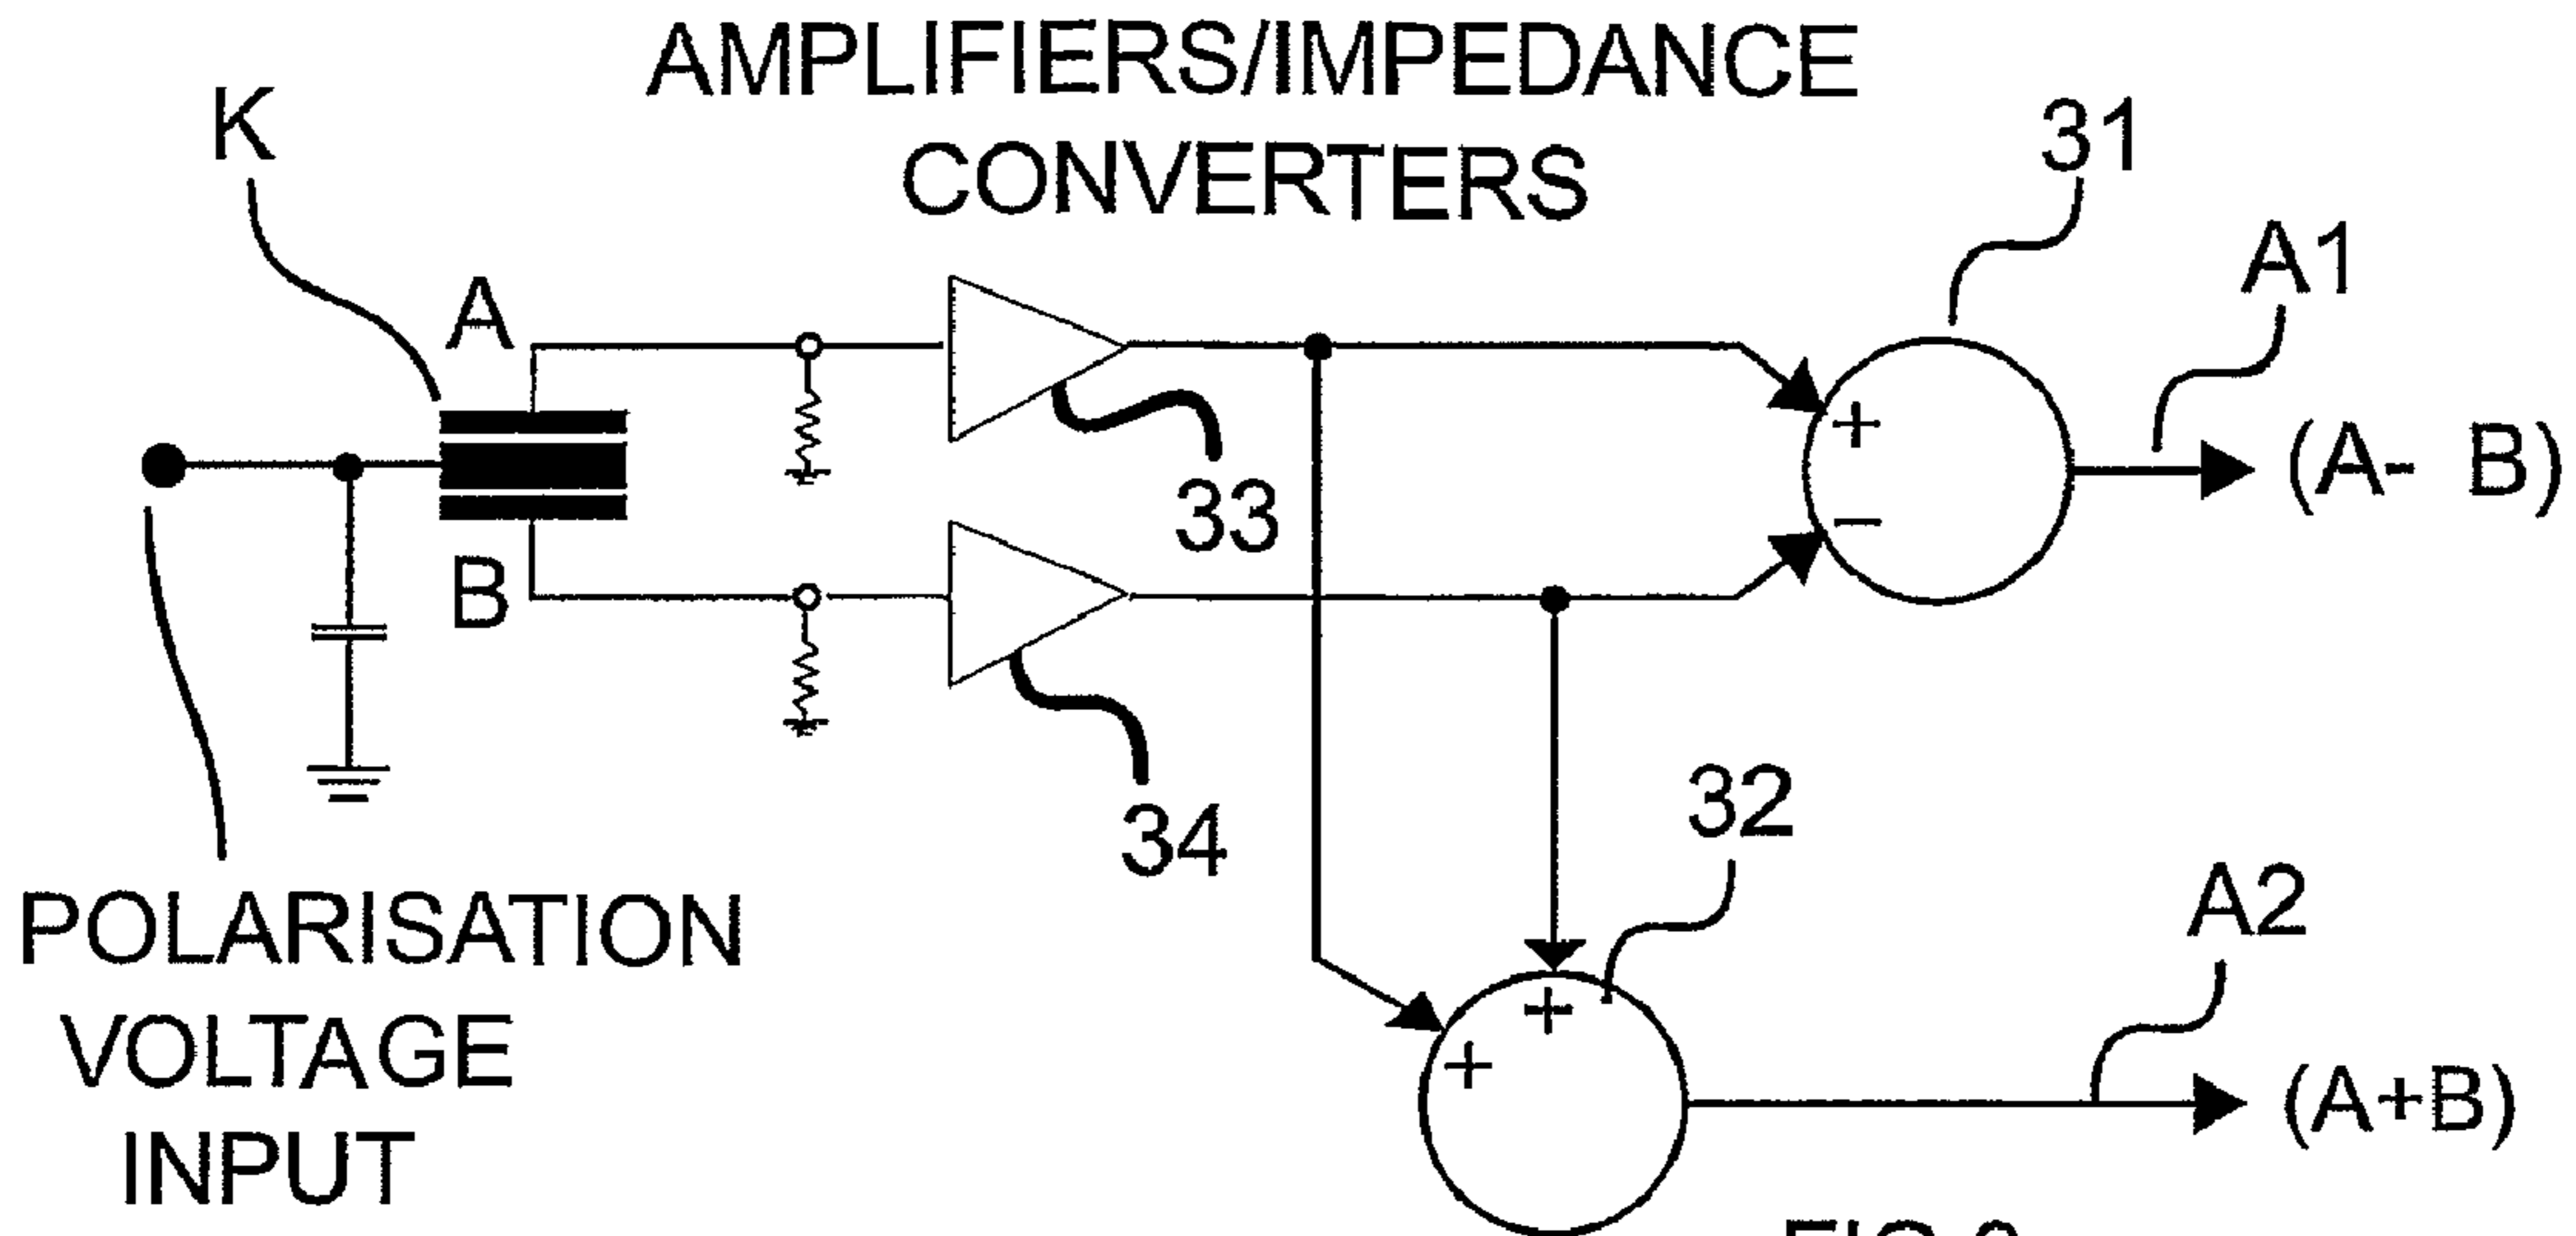 AMPLIFIERS/IMPEDANCE
CONVERTERS
K
31
A1
A
+
(A- B)
33
−
B
34
32
POLARISATION
VOLTAGE
INPUT
A2
+
+
(A+B)